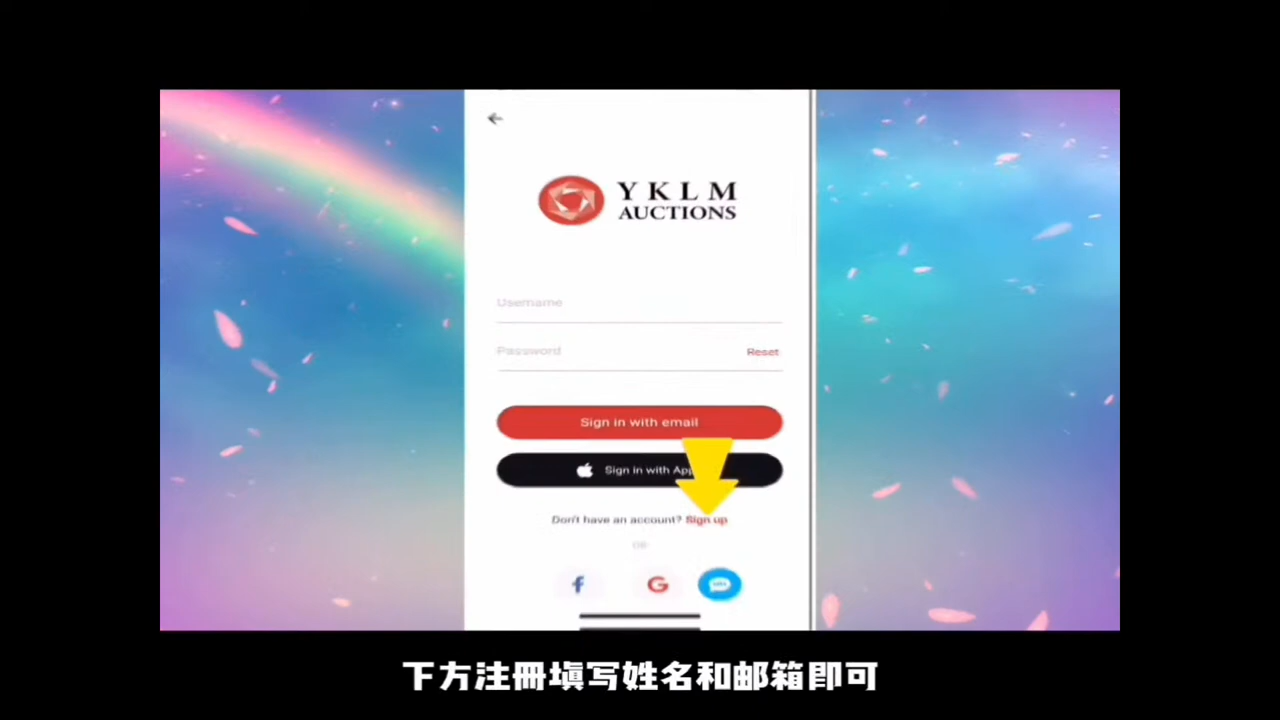 YKLM
AUCTIONS
Username
Password
Reset
Sign in with email
Sign in with App
Don't have an account? Sign up
OR
下方注冊填写姓名和邮箱即可